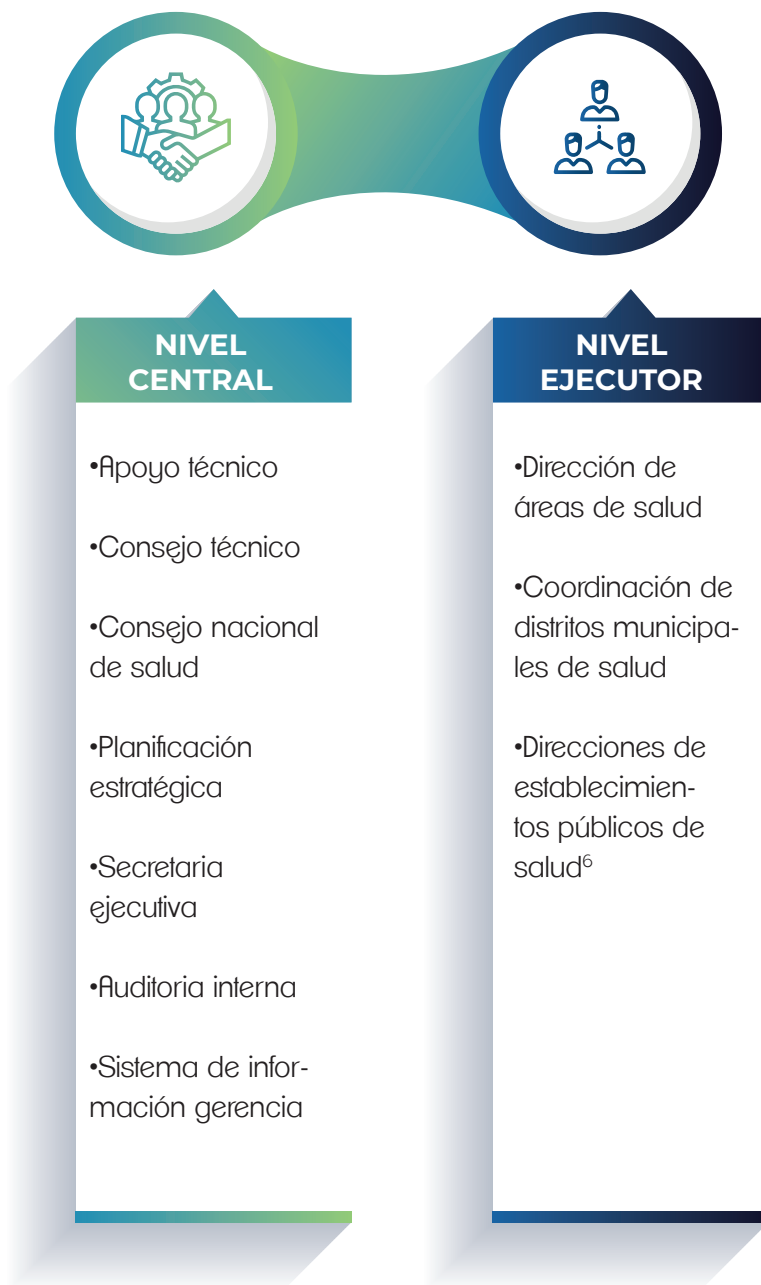 NIVEL
CENTRAL
•Apoyo técnico
•Consejo técnico
•Consejo nacional
de salud
•Planificación
estratégica
•Secretaria
ejecutiva
•Auditoria interna
•Sistema de infor-
mación gerencia
NIVEL
EJECUTOR
•Dirección de
áreas de salud
•Coordinación de
distritos municipa-
les de salud
•Direcciones de
establecimien-
tos públicos de
salud⁶